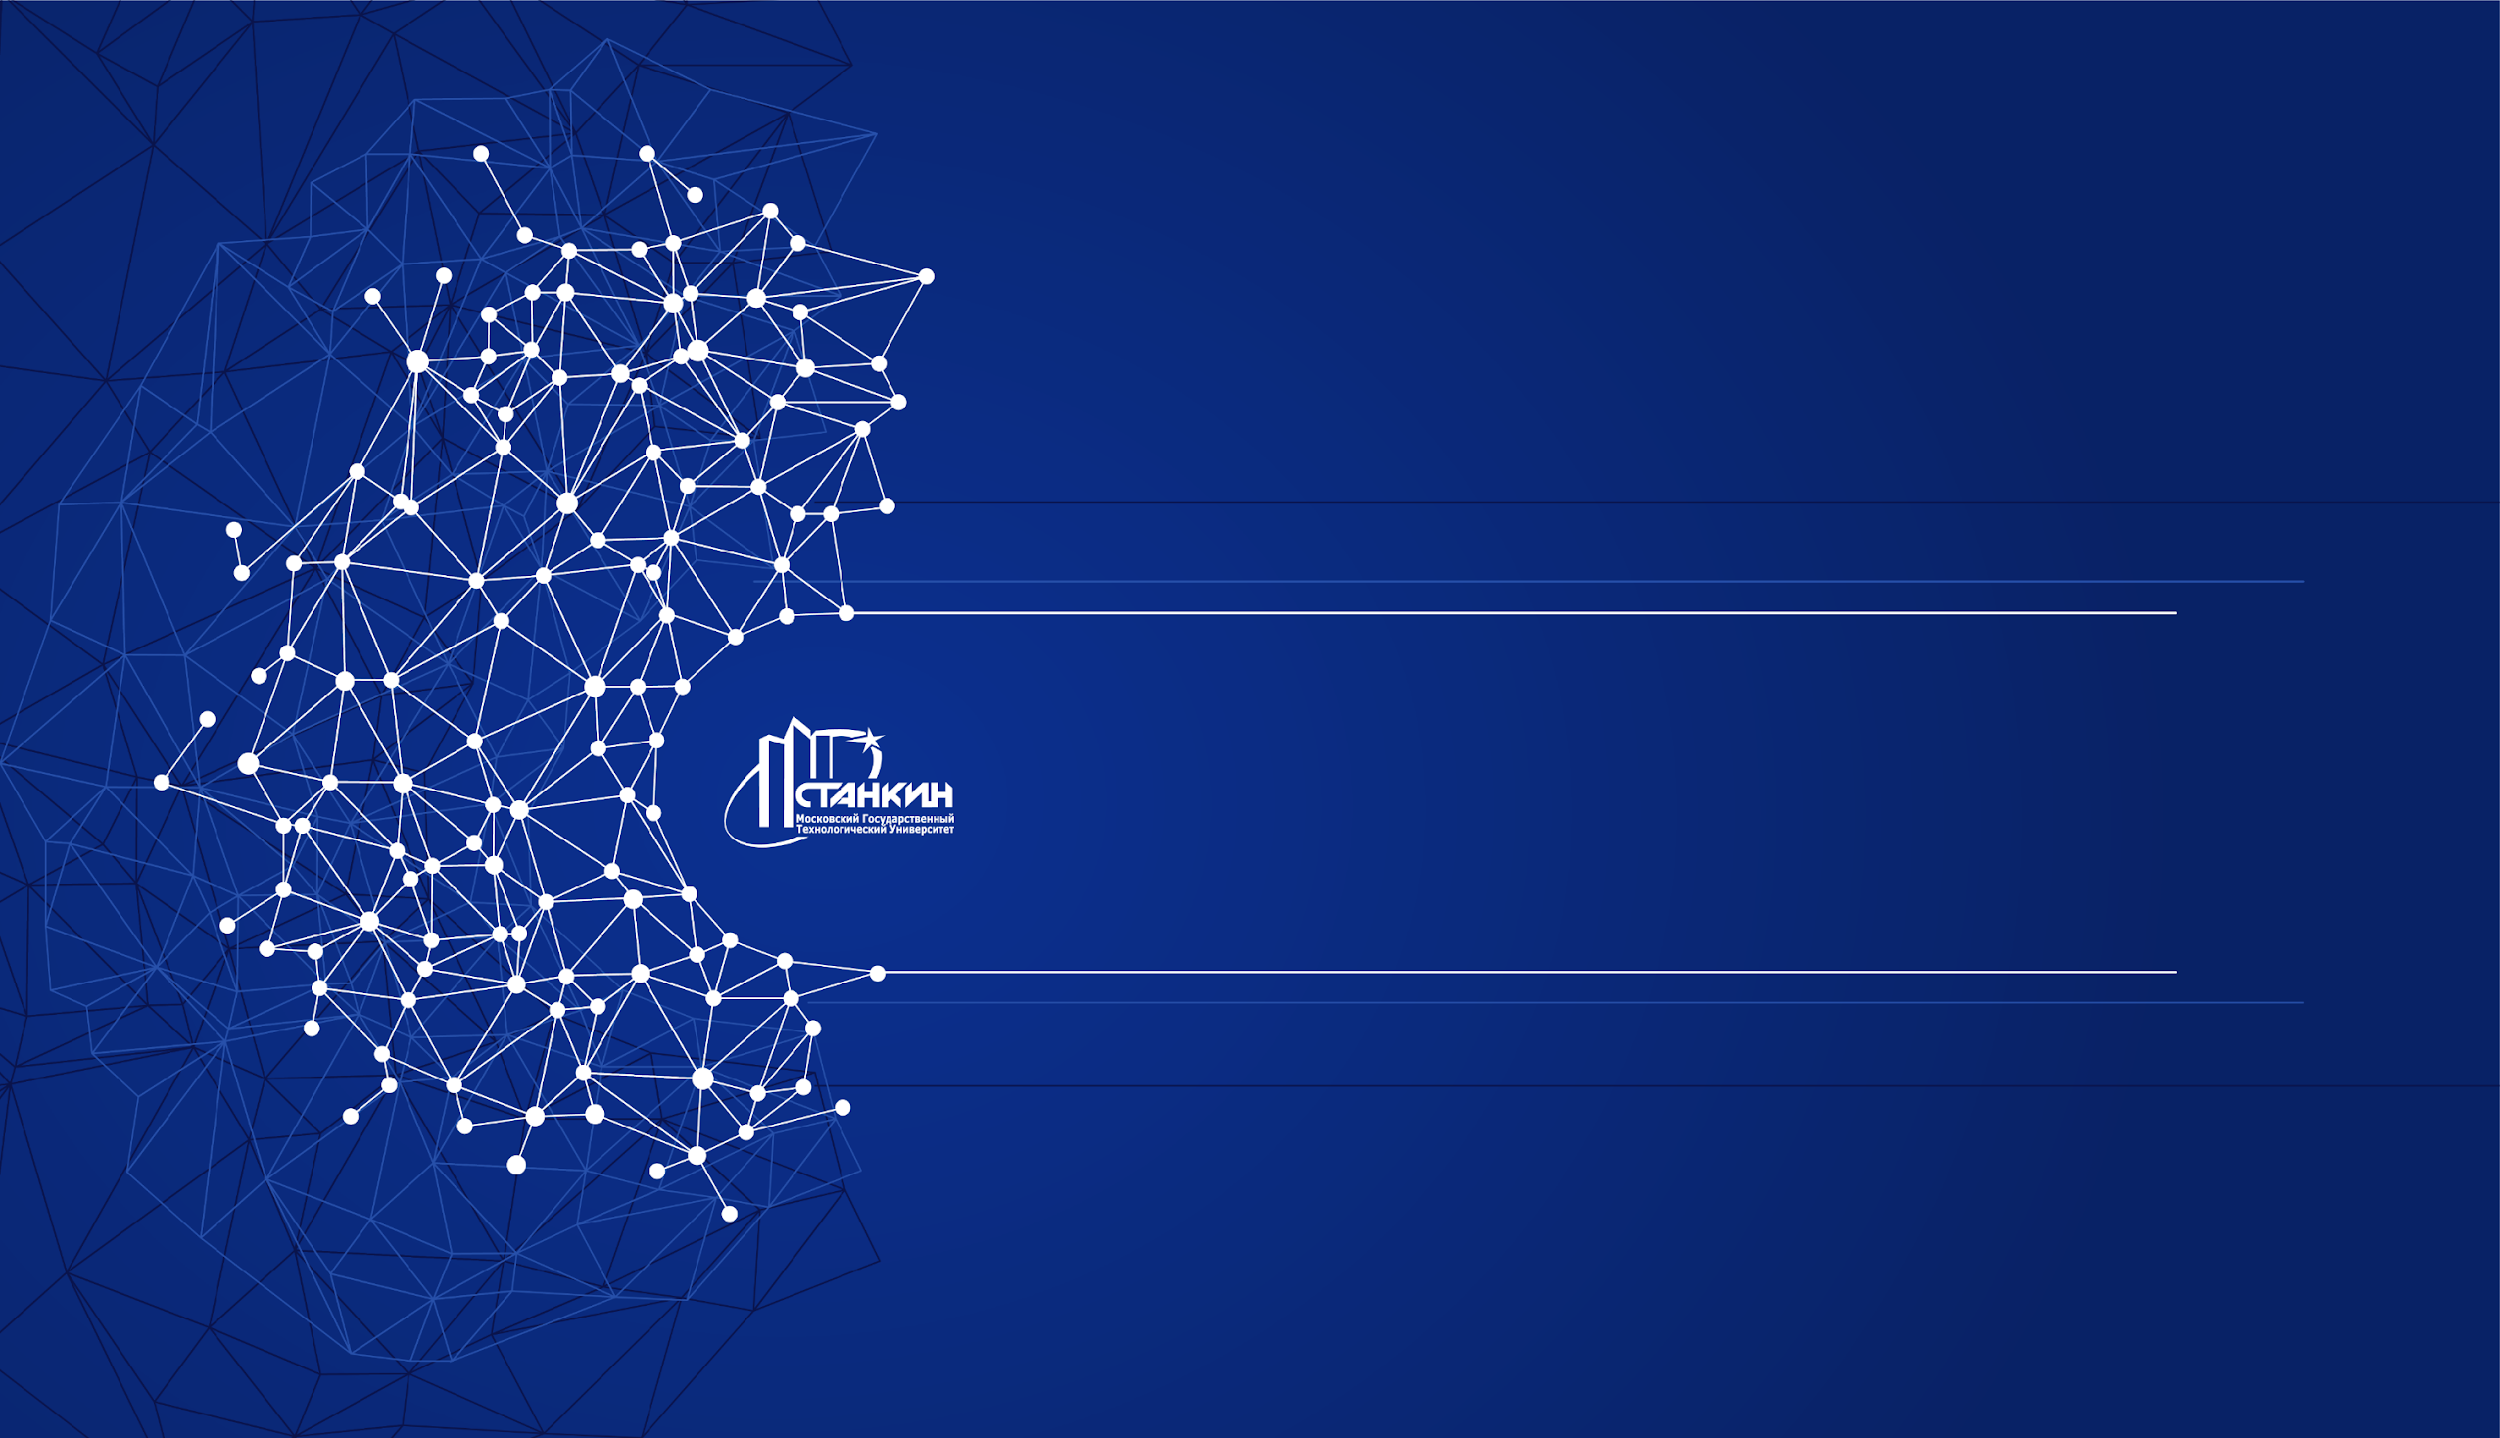 СТАНКИН
Московский Государственный
Технологический Университет